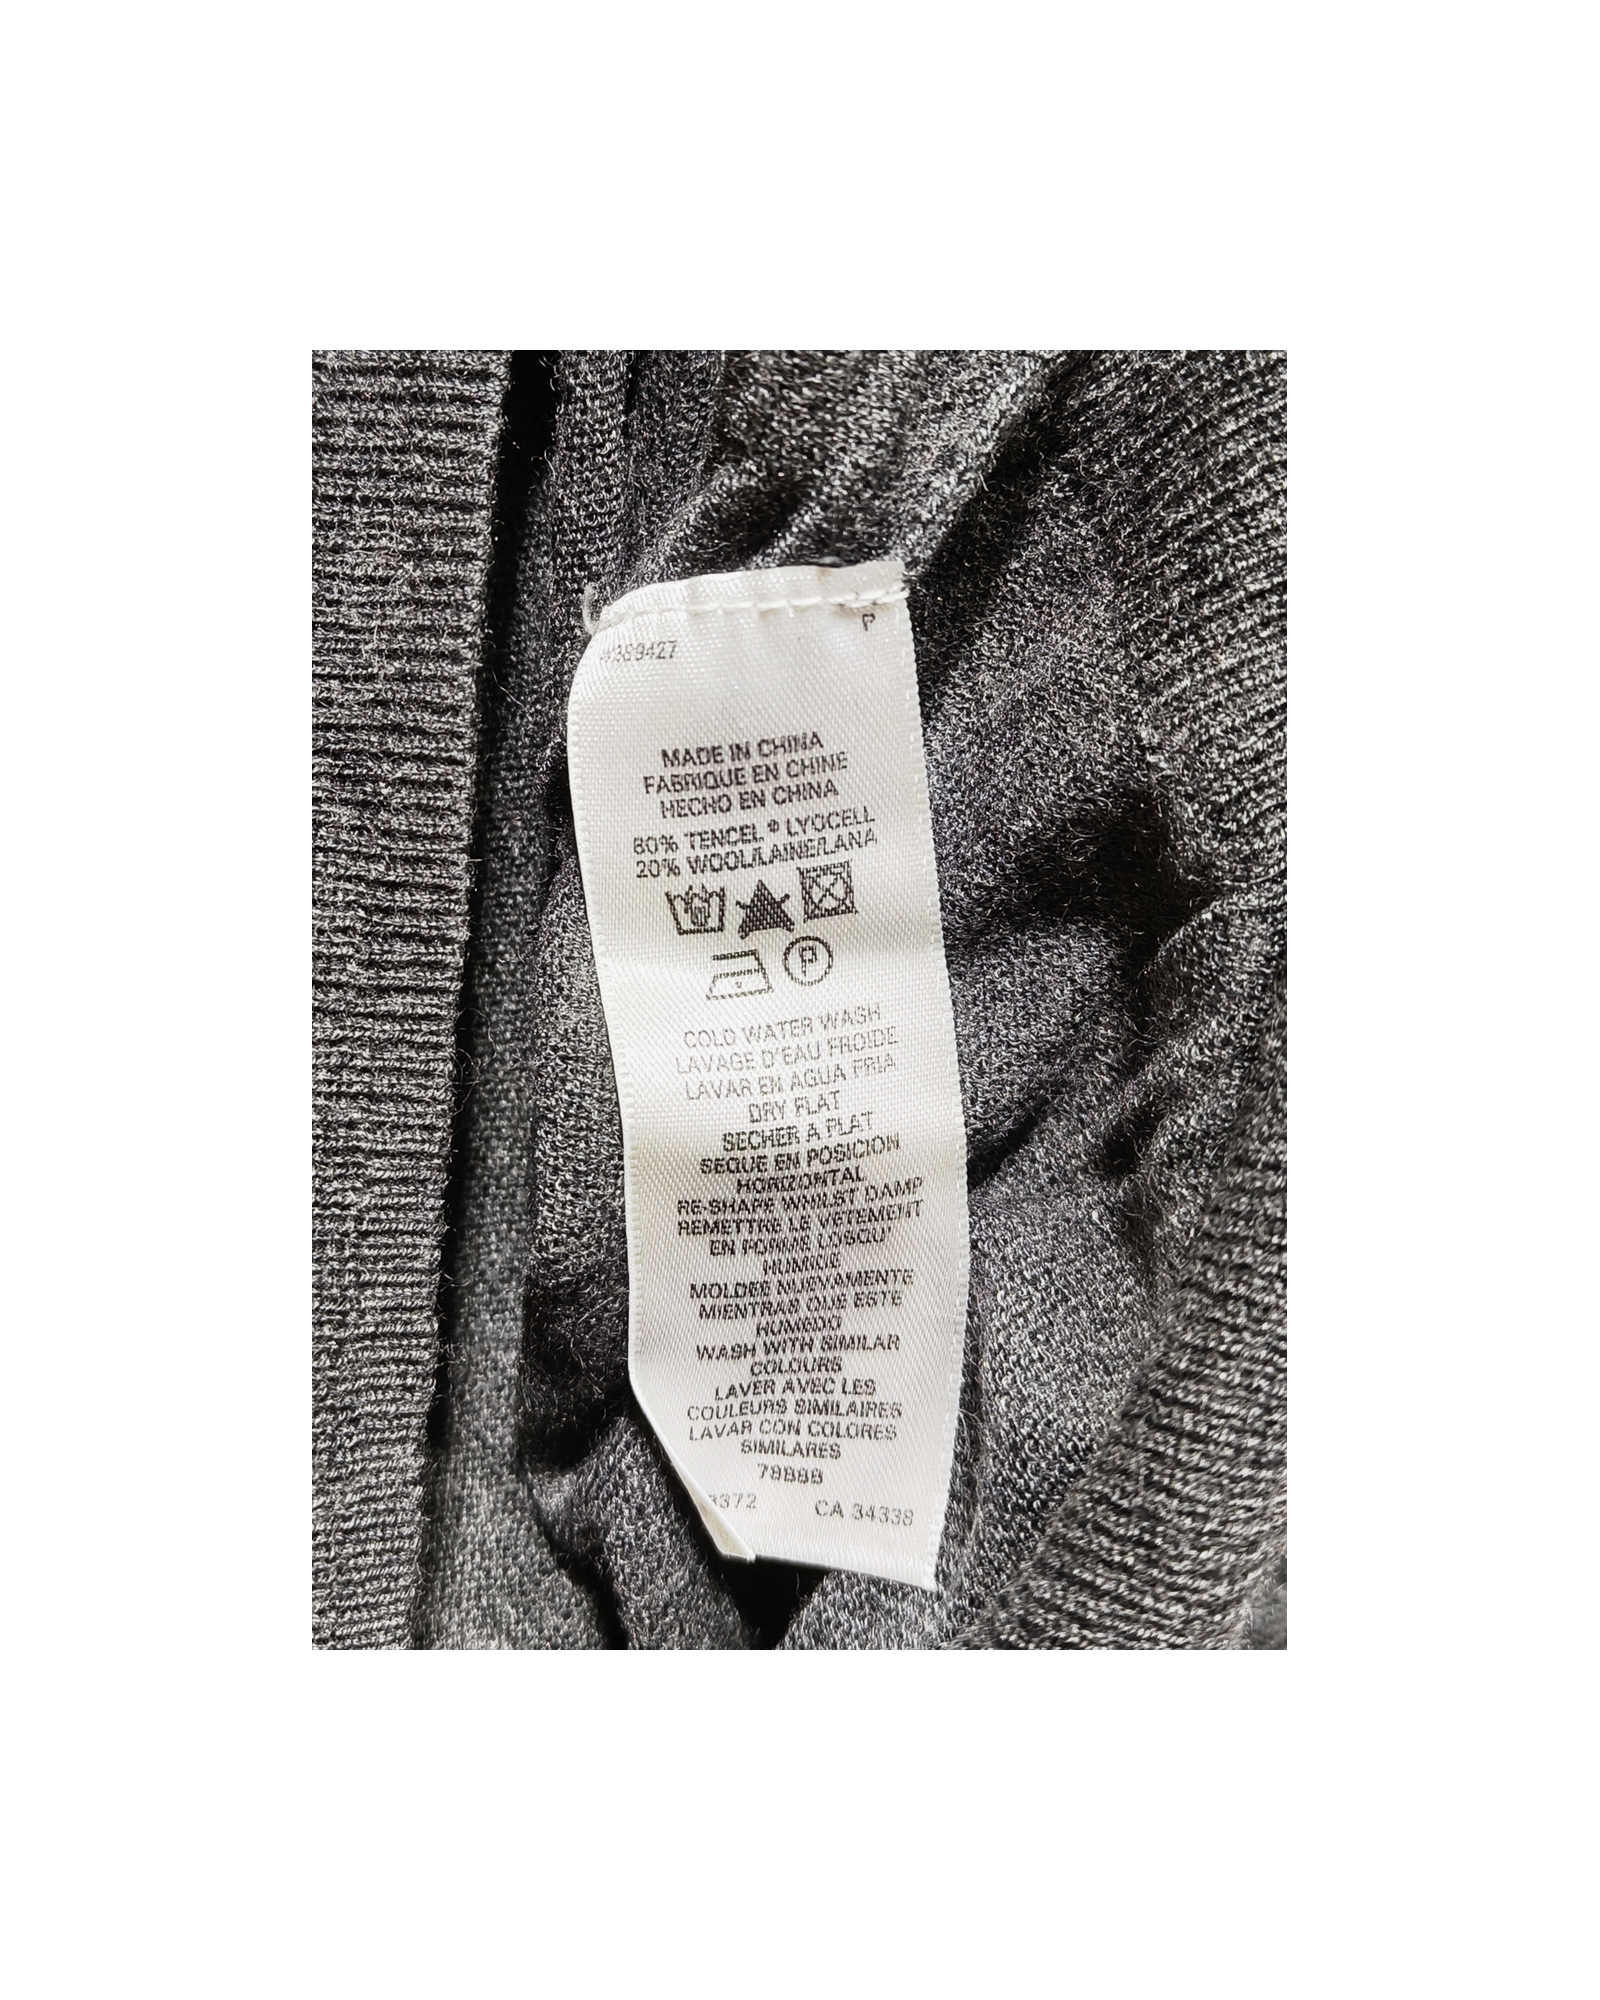 P
MADE IN CHINA
FABRIQUE EN CHINE
HECHO EN CHINA
80% TENCEL ® LYOCELL
20% WOOL/LAINE/LANA
P
COLD WATER WASH
LAVAGE D'EAU FROIDE
LAVAR EN AGUA FRIA
DRY FLAT
SECHER A PLAT
SEQUE EN POSICION
HORIZONTAL
RE-SHAPE WHILST DAMP
REMETTRE LE VETEMENT
EN FORME LOSQU'
HUMIDE
MOLDEE NUEVAMENTE
MIENTRAS QUE ESTE
HUMEDO
WASH WITH SIMILAR
COLOURS
LAVER AVEC LES
COULEURS SIMILAIRES
LAVAR CON COLORES
SIMILARES
CA 34338